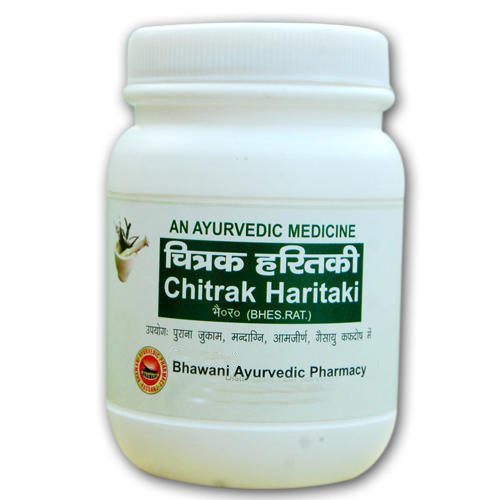 AN AYURVEDIC MEDICINE
चित्रक हरितकी
Chitrak Haritaki
भै०र० (BHES.RAT.)
उपयोगः पुराना जुकाम, मन्दाग्नि, आमजीर्ण, गैसायु कफदोष में
Bhawani Ayurvedic Pharmacy